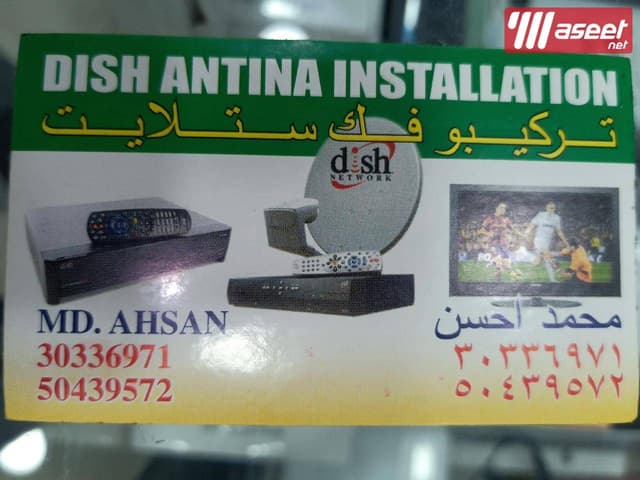 waseet
net
DISH ANTINA INSTALLATION
تركيبو فك ستلايت
dish
NETWORK
MD. AHSAN
30336971
50439572
محمد احسن
٣٠٣٣٦٩٧١
٥٠٤٣٩٥٧٢